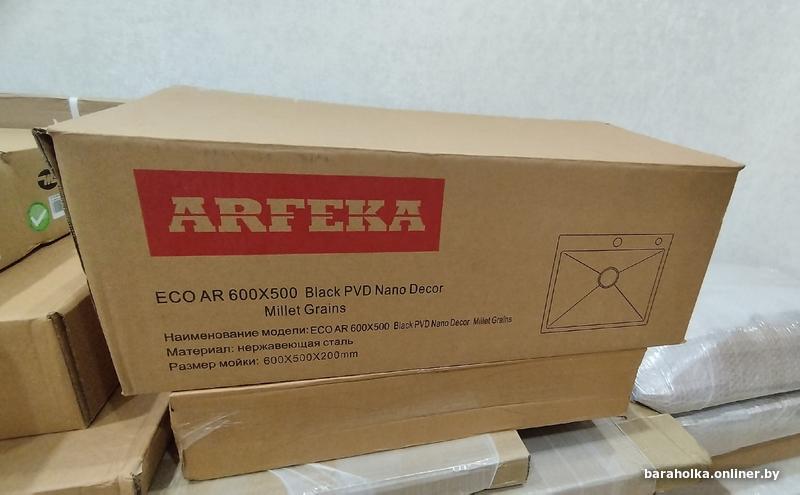 ARFEKA
ECO AR 600X500 Black PVD Nano Decor
Millet Grains
Наименование модели: ECO AR 600X500 Black PVD Nano Decor Millet Grains
Материал: нержавеющая сталь
Размер мойки: 600X500X200mm
baraholka.onliner.by